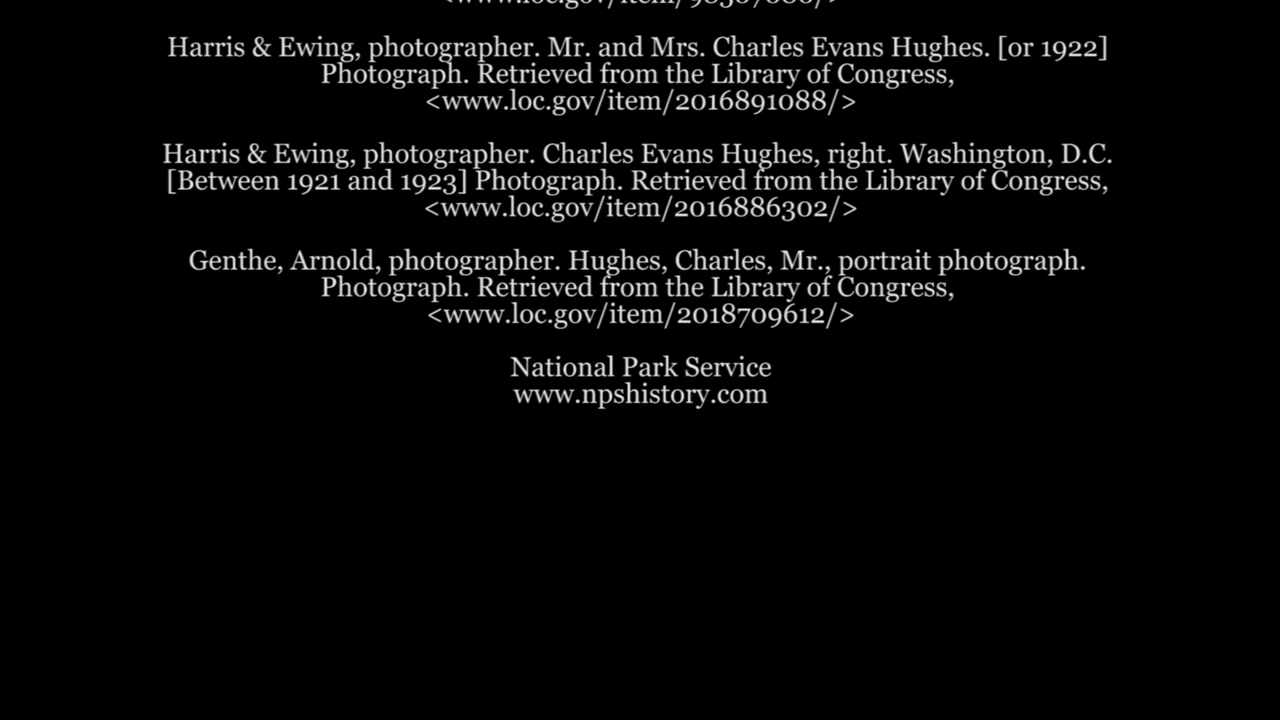 Harris & Ewing, photographer. Mr. and Mrs. Charles Evans Hughes. [or 1922]
Photograph. Retrieved from the Library of Congress,
<www.loc.gov/item/2016891088/>
Harris & Ewing, photographer. Charles Evans Hughes, right. Washington, D.C.
[Between 1921 and 1923] Photograph. Retrieved from the Library of Congress,
<www.loc.gov/item/2016886302/>
Genthe, Arnold, photographer. Hughes, Charles, Mr., portrait photograph.
Photograph. Retrieved from the Library of Congress,
<www.loc.gov/item/2018709612/>
National Park Service
www.npshistory.com